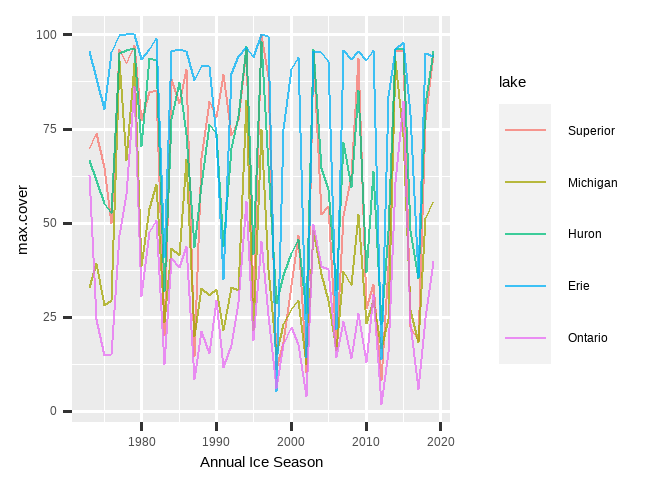 100
75
50
25
0
max.cover
1980
1990
2000
2010
2020
Annual Ice Season
lake
Superior
Michigan
Huron
Erie
Ontario